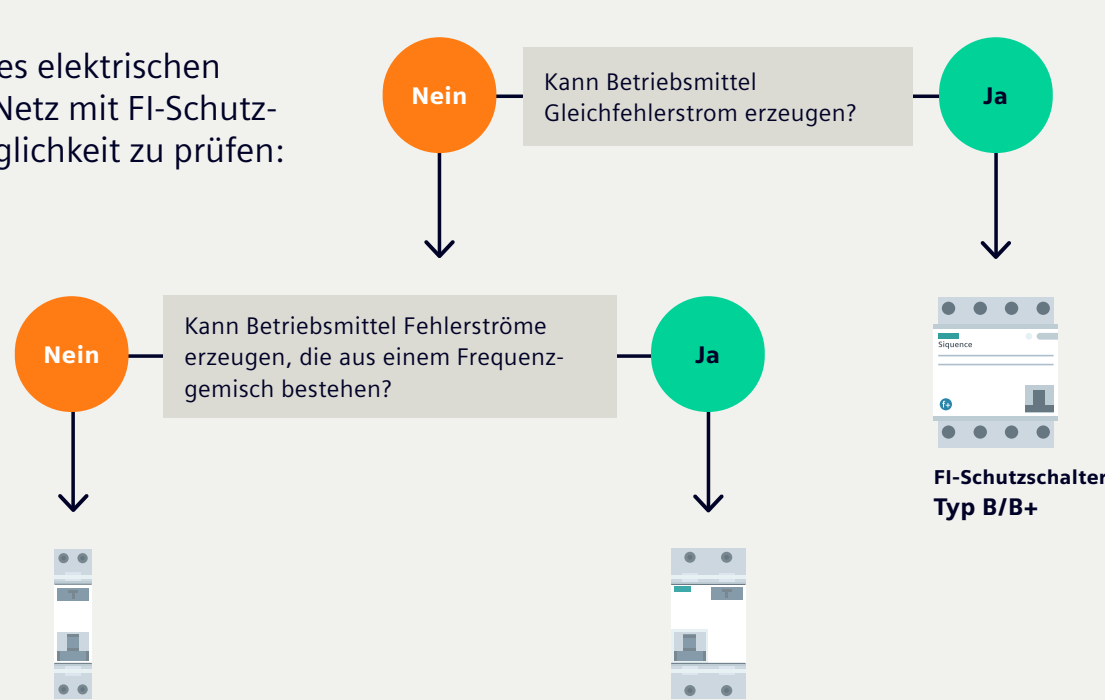 es elektrischen
Netz mit FI-Schutz-
glichkeit zu prüfen:
Nein
Kann Betriebsmittel
Gleichfehlerstrom erzeugen?
Ja
Nein
Kann Betriebsmittel Fehlerströme
erzeugen, die aus einem Frequenz-
gemisch bestehen?
Ja
Siquence
f+
FI-Schutzschalter
Typ B/B+
T
T